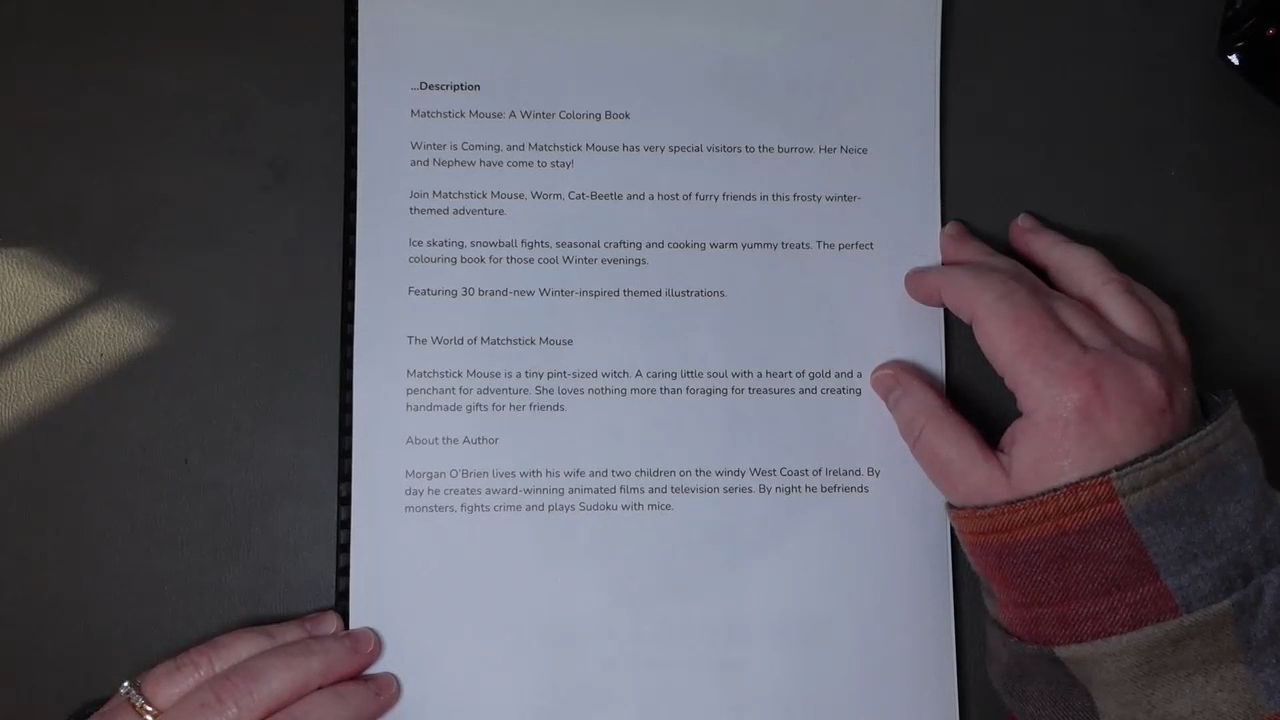 ...Description
Matchstick Mouse: A Winter Coloring Book
Winter is Coming, and Matchstick Mouse has very special visitors to the burrow. Her Neice
and Nephew have come to stay!
Join Matchstick Mouse, Worm, Cat-Beetle and a host of furry friends in this frosty winter-
themed adventure.
Ice skating, snowball fights, seasonal crafting and cooking warm yummy treats. The perfect
colouring book for those cool Winter evenings.
Featuring 30 brand-new Winter-inspired themed illustrations.
The World of Matchstick Mouse
Matchstick Mouse is a tiny pint-sized witch. A caring little soul with a heart of gold and a
penchant for adventure. She loves nothing more than foraging for treasures and creating
handmade gifts for her friends.
About the Author
Morgan O'Brien lives with his wife and two children on the windy West Coast of Ireland. By
day he creates award-winning animated films and television series. By night he befriends
monsters, fights crime and plays Sudoku with mice.